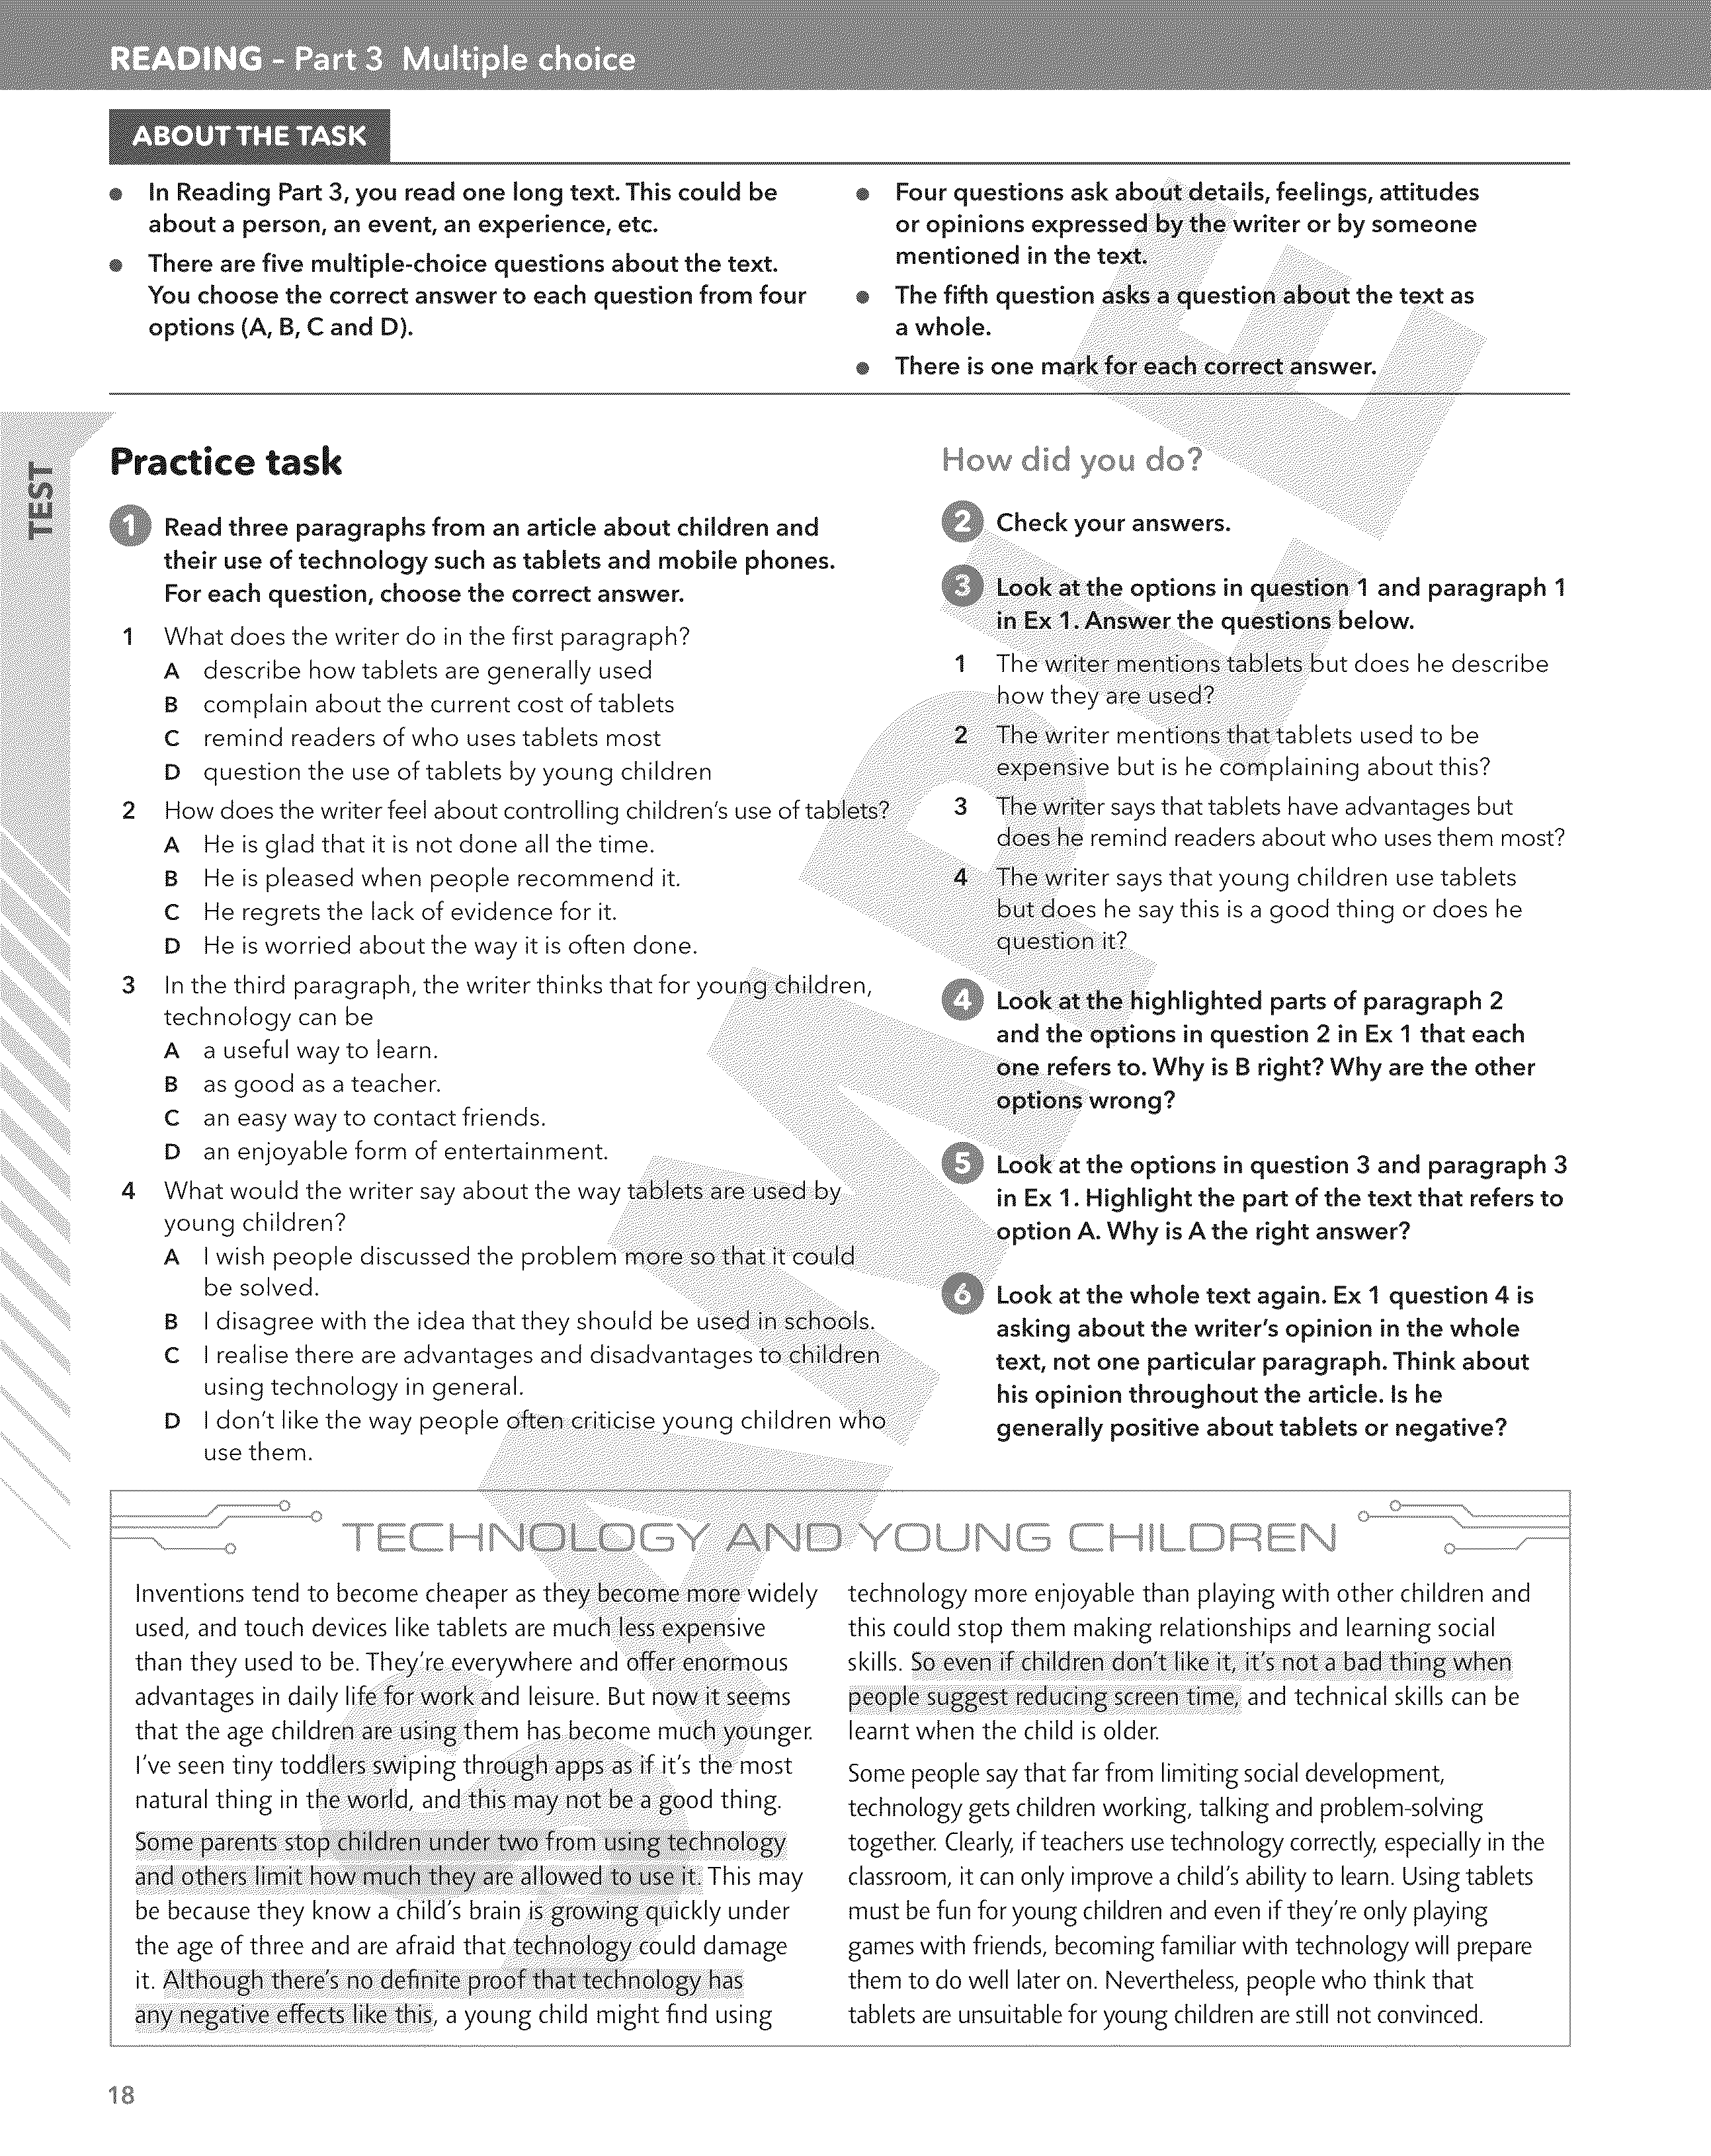 READING - Part 3 Multiple choice
ABOUT THE TASK
● In Reading Part 3, you read one long text. This could be
about a person, an event, an experience, etc.
● There are five multiple-choice questions about the text.
You choose the correct answer to each question from four
options (A, B, C and D).
● Four questions ask about details, feelings, attitudes
or opinions expressed by the writer or by someone
mentioned in the text.
● The fifth question asks a question about the text as
a whole.
● There is one mark for each correct answer.
TEST
Practice task
1 Read three paragraphs from an article about children and
their use of technology such as tablets and mobile phones.
For each question, choose the correct answer.
1 What does the writer do in the first paragraph?
A describe how tablets are generally used
B complain about the current cost of tablets
C remind readers of who uses tablets most
D question the use of tablets by young children
2 How does the writer feel about controlling children's use of tablets?
A He is glad that it is not done all the time.
B He is pleased when people recommend it.
C He regrets the lack of evidence for it.
D He is worried about the way it is often done.
3 In the third paragraph, the writer thinks that for young children,
technology can be
A a useful way to learn.
B as good as a teacher.
C an easy way to contact friends.
D an enjoyable form of entertainment.
4 What would the writer say about the way tablets are used by
young children?
A I wish people discussed the problem more so that it could
be solved.
B I disagree with the idea that they should be used in schools.
C I realise there are advantages and disadvantages to children
using technology in general.
D I don't like the way people often criticise young children who
use them.
How did you do?
2 Check your answers.
3 Look at the options in question 1 and paragraph 1
in Ex 1. Answer the questions below.
1 The writer mentions tablets but does he describe
how they are used?
2 The writer mentions that tablets used to be
expensive but is he complaining about this?
3 The writer says that tablets have advantages but
does he remind readers about who uses them most?
4 The writer says that young children use tablets
but does he say this is a good thing or does he
question it?
4 Look at the highlighted parts of paragraph 2
and the options in question 2 in Ex 1 that each
one refers to. Why is B right? Why are the other
options wrong?
5 Look at the options in question 3 and paragraph 3
in Ex 1. Highlight the part of the text that refers to
option A. Why is A the right answer?
6 Look at the whole text again. Ex 1 question 4 is
asking about the writer's opinion in the whole
text, not one particular paragraph. Think about
his opinion throughout the article. Is he
generally positive about tablets or negative?
TECHNOLOGY AND YOUNG CHILDREN
Inventions tend to become cheaper as they become more widely
used, and touch devices like tablets are much less expensive
than they used to be. They're everywhere and offer enormous
advantages in daily life for work and leisure. But now it seems
that the age children are using them has become much younger.
I've seen tiny toddlers swiping through apps as if it's the most
natural thing in the world, and this may not be a good thing.
Some parents stop children under two from using technology
and others limit how much they are allowed to use it. This may
be because they know a child's brain is growing quickly under
the age of three and are afraid that technology could damage
it. Although there's no definite proof that technology has
any negative effects like this, a young child might find using
technology more enjoyable than playing with other children and
this could stop them making relationships and learning social
skills. So even if children don't like it, it's not a bad thing when
people suggest reducing screen time, and technical skills can be
learnt when the child is older.
Some people say that far from limiting social development,
technology gets children working, talking and problem-solving
together. Clearly, if teachers use technology correctly, especially in the
classroom, it can only improve a child's ability to learn. Using tablets
must be fun for young children and even if they're only playing
games with friends, becoming familiar with technology will prepare
them to do well later on. Nevertheless, people who think that
tablets are unsuitable for young children are still not convinced.
18
SAMPLE